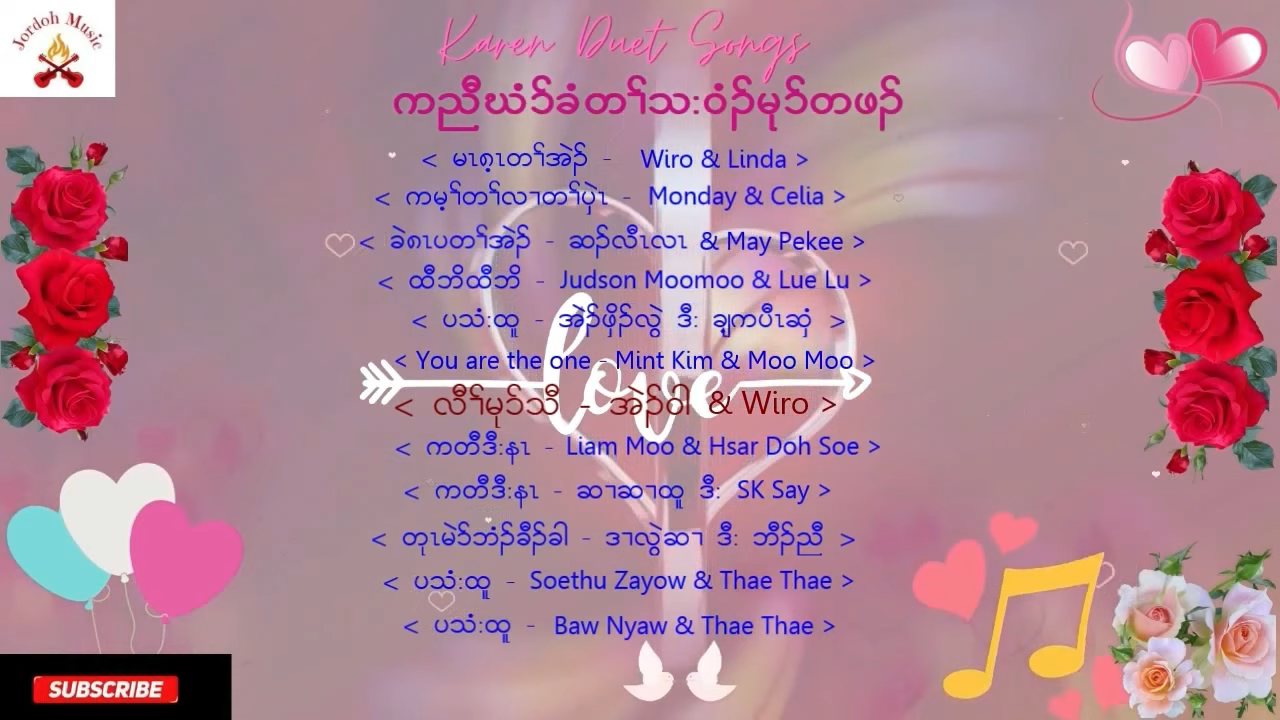 Jordoh Music
Karen Duet Songs
ကညီဃံာ်ခံတၢ်သးဝံၣ်မုာ်တဖၣ်
< မၤစ့ၤတၢ်အဲၣ် - Wiro & Linda >
< ကမ့ၢ်တၢ်လၢတၢ်ပှဲၤ - Monday & Celia >
< ခဲ၈ၤပတၢ်အဲၣ် - ဆၣ်လီၤလၤ & May Pekee >
< ထီဘိထီဘိ - Judson Moomoo & Lue Lu >
< ပသံးထူ - အဲၣ်ဖှိၣ်လွဲ ဒီး ချ့ကပီၤဆှံ >
< You are the one - Mint Kim & Moo Moo >
love
< လီၢ်မုာ်သီ - အဲၣ်ဝါ & Wiro >
< ကတီဒီးနၤ - Liam Moo & Hsar Doh Soe >
< ကတီဒီးနၤ - ဆၢဆၢထူ ဒီး SK Say >
< တုၤမဲာ်ဘံၣ်ခီၣ်ခါ - ဒၢလွဲဆၢ ဒီး ဘီၣ်ညီ >
< ပသံးထူ - Soethu Zayow & Thae Thae >
< ပသံးထူ - Baw Nyaw & Thae Thae >
SUBSCRIBE